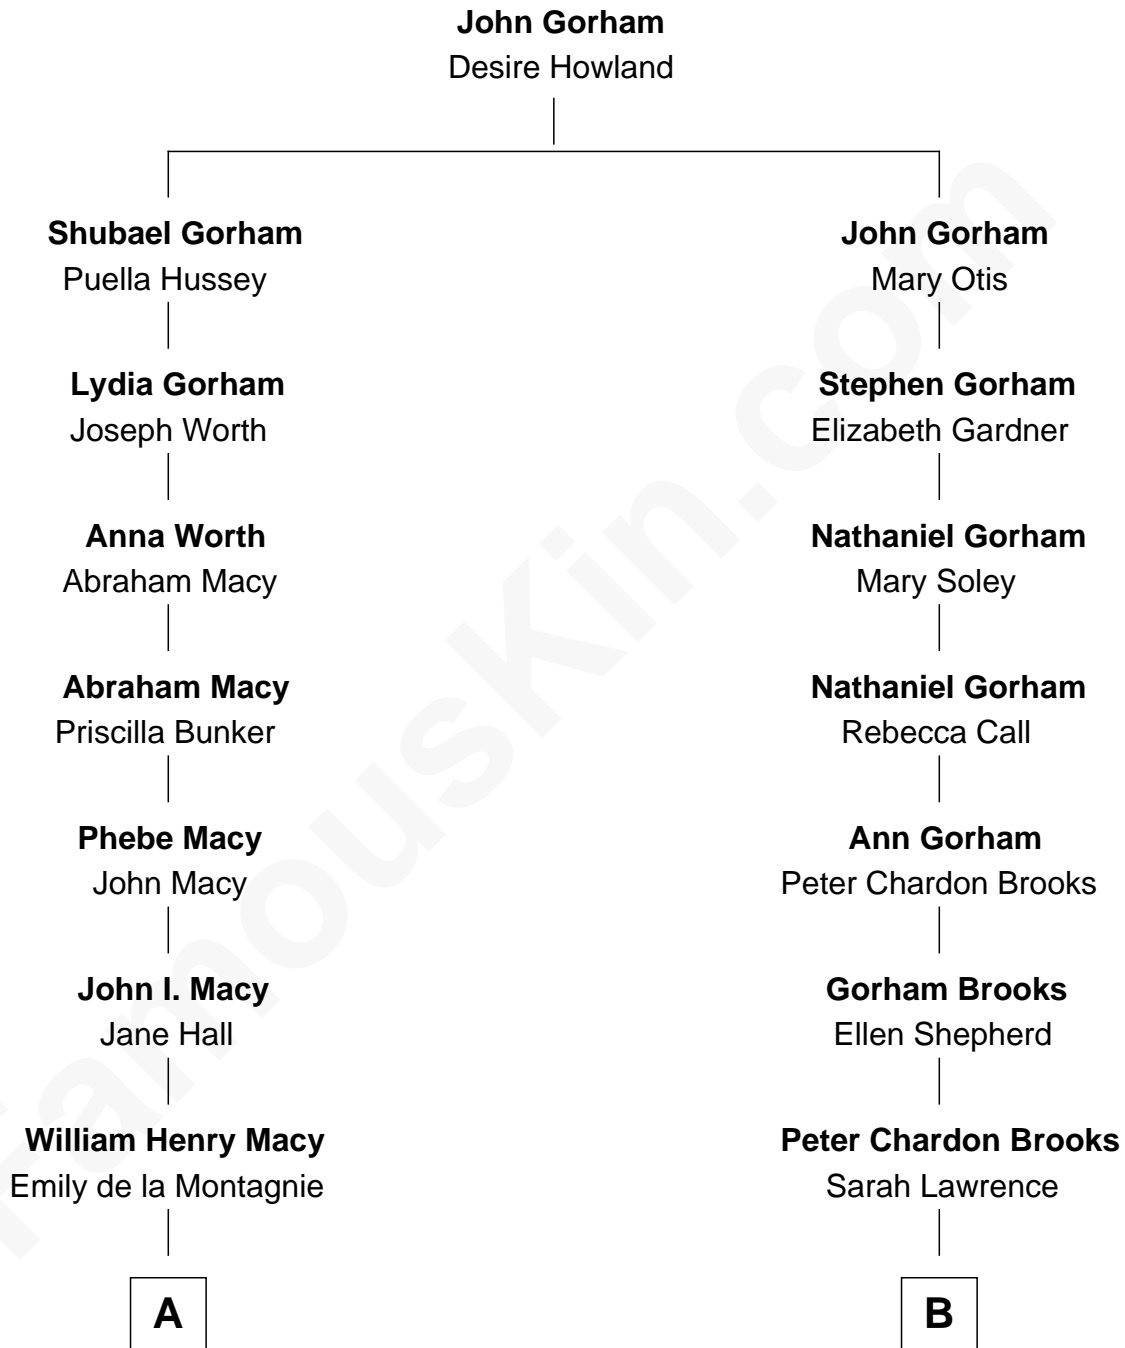 John Gorham
Desire Howland
Shubael Gorham
Puella Hussey
John Gorham
Mary Otis
Lydia Gorham
Joseph Worth
Stephen Gorham
Elizabeth Gardner
Anna Worth
Abraham Macy
Nathaniel Gorham
Mary Soley
Abraham Macy
Priscilla Bunker
Nathaniel Gorham
Rebecca Call
Phebe Macy
John Macy
Ann Gorham
Peter Chardon Brooks
John I. Macy
Jane Hall
Gorham Brooks
Ellen Shepherd
William Henry Macy
Emily de la Montagnie
Peter Chardon Brooks
Sarah Lawrence
A
B
FamousKin.com